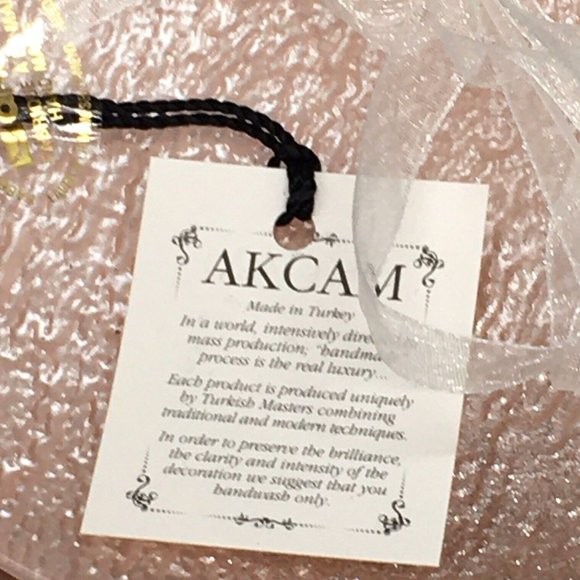 AKCAM
Made in Turkey
In a world, intensively
mass production; "
process is the real luxury...
Each product is produced uniquely
by Turkish Masters combining
traditional and modern techniques.
In order to preserve the brilliance,
the clarity and intensity of the
decoration we suggest that you
handwash only.